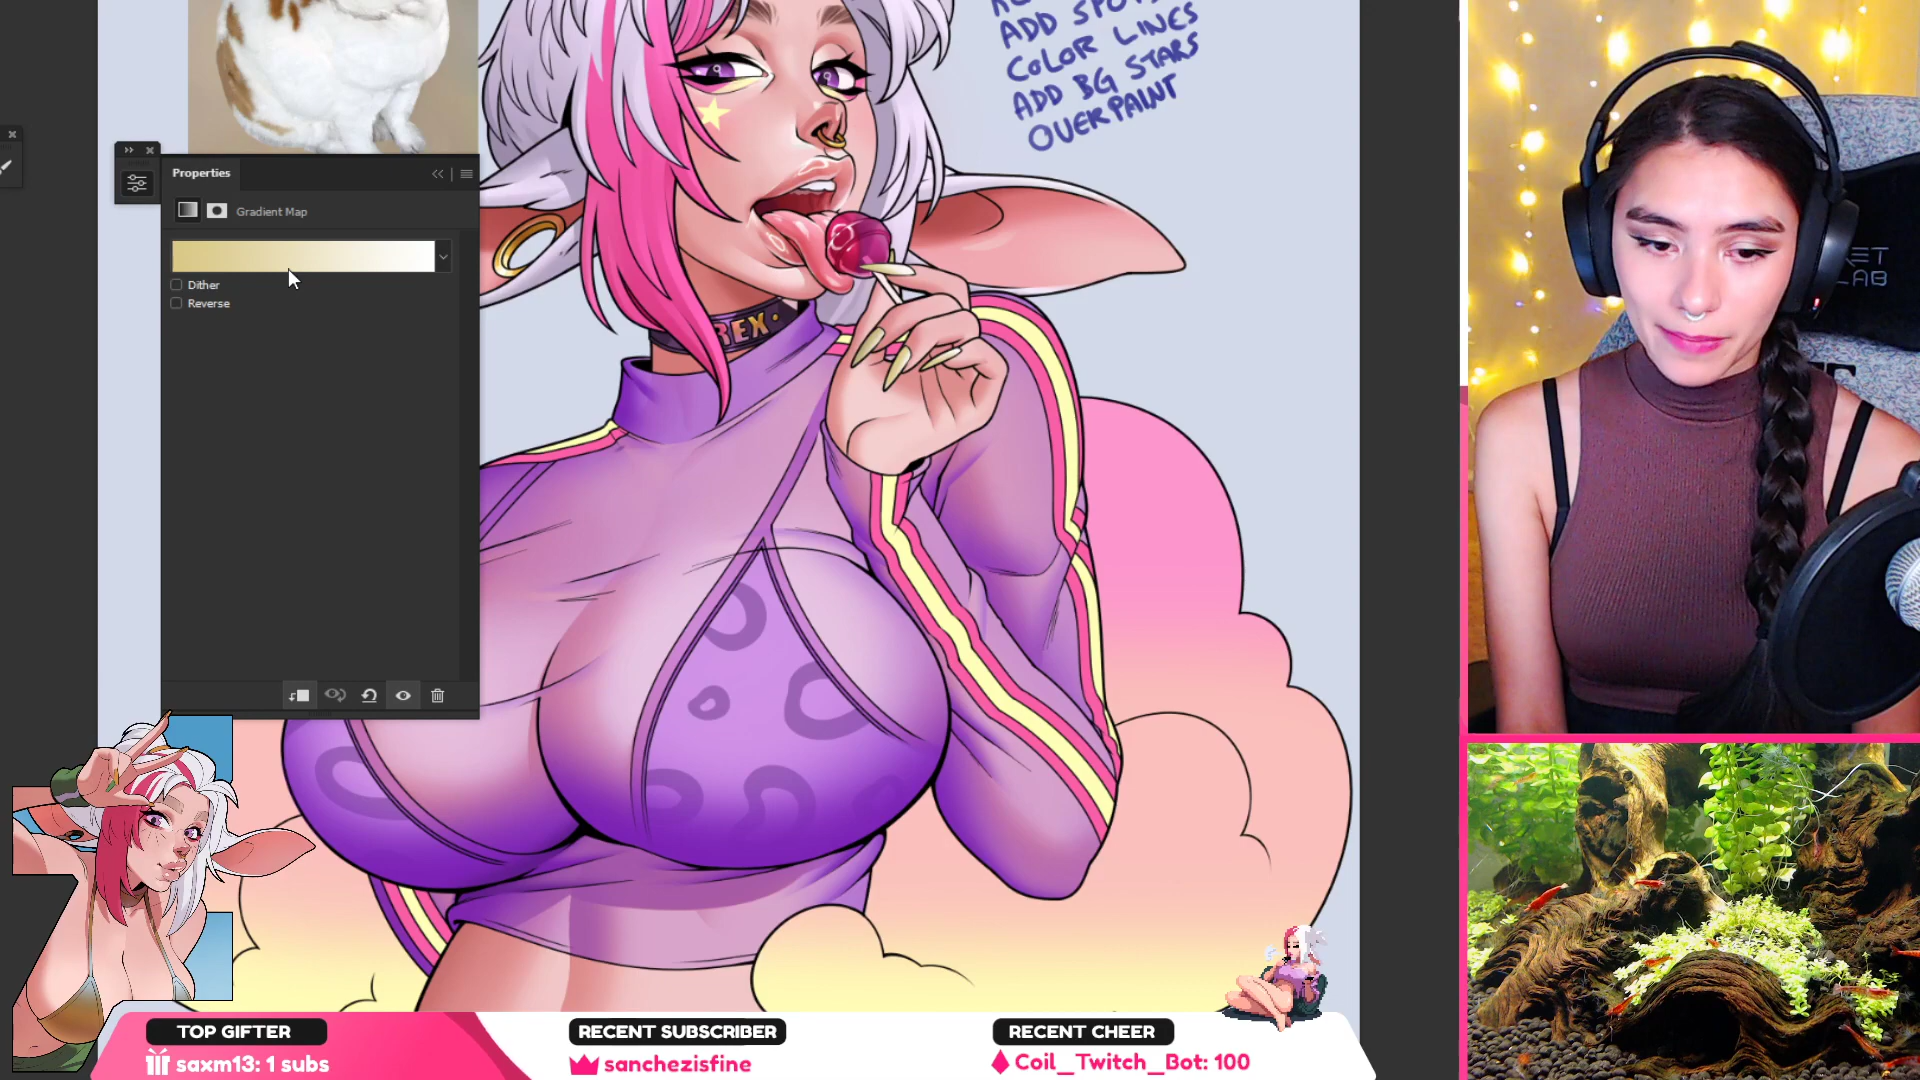 ADD SPOTS
COLOR LINES
ADD BG STARS
OVERPAINT
Properties
Gradient Map
Dither
Reverse
REX
TOP GIFTER
saxm13: 1 subs
RECENT SUBSCRIBER
sanchezisfine
RECENT CHEER
Coil_Twitch_Bot: 100